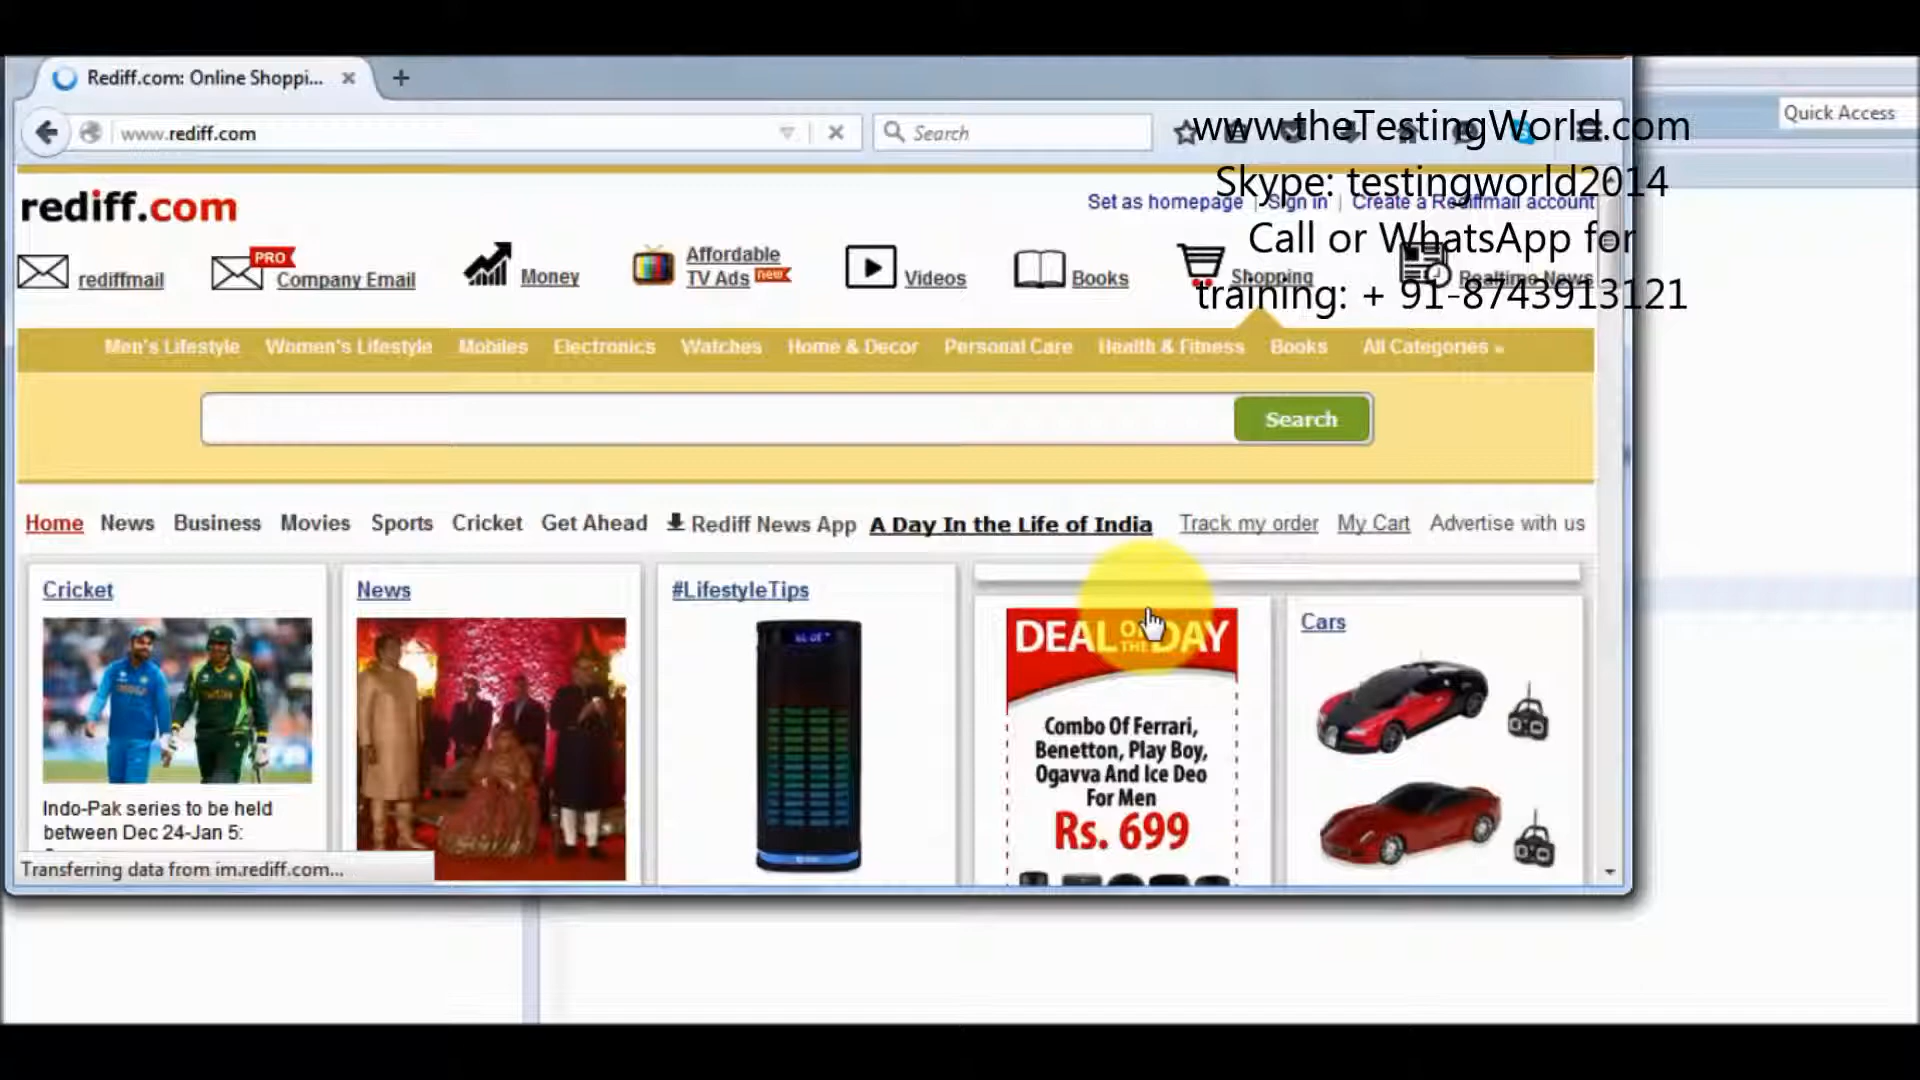 Rediff.com: Online Shoppi...
www.rediff.com
Search
Quick Access
www.theTestingWorld.com
Skype: testingworld2014
Call or WhatsApp for
training: + 91-8743913121
rediff.com
Set as homepage | Sign in | Create a Rediffmail account
rediffmail
PRO
Company Email
Money
Affordable
TV Ads new
Videos
Books
Shopping
Realtime News
Men's Lifestyle Women's Lifestyle Mobiles Electronics Watches Home & Decor Personal Care Health & Fitness Books All Categories »
Search
Home News Business Movies Sports Cricket Get Ahead Rediff News App A Day In the Life of India Track my order My Cart Advertise with us
Cricket
News
#LifestyleTips
DEAL OF THE DAY
Cars
Combo Of Ferrari,
Benetton, Play Boy,
Ogavva And Ice Deo
For Men
Rs. 699
Indo-Pak series to be held
between Dec 24-Jan 5:
Transferring data from im.rediff.com...